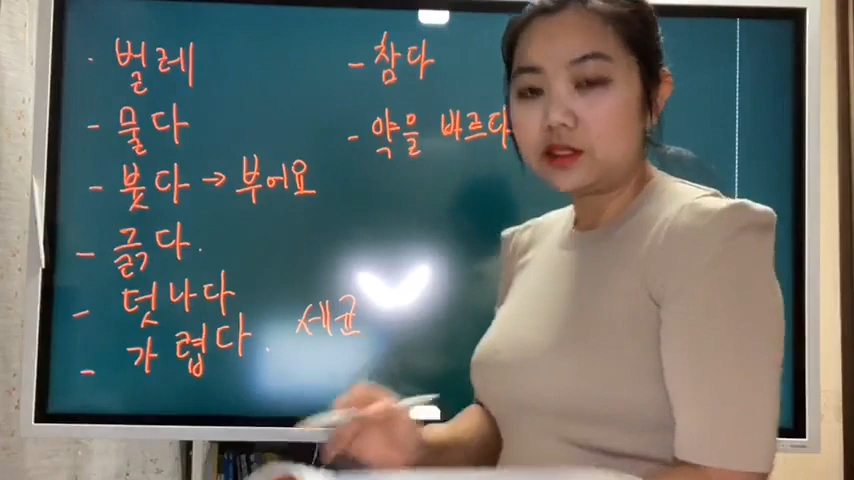 · 벌레
- 물다
- 붓다 → 부어요
- 긁다.
- 덧나다
- 가렵다.
세균
- 참다
- 약을 바르다